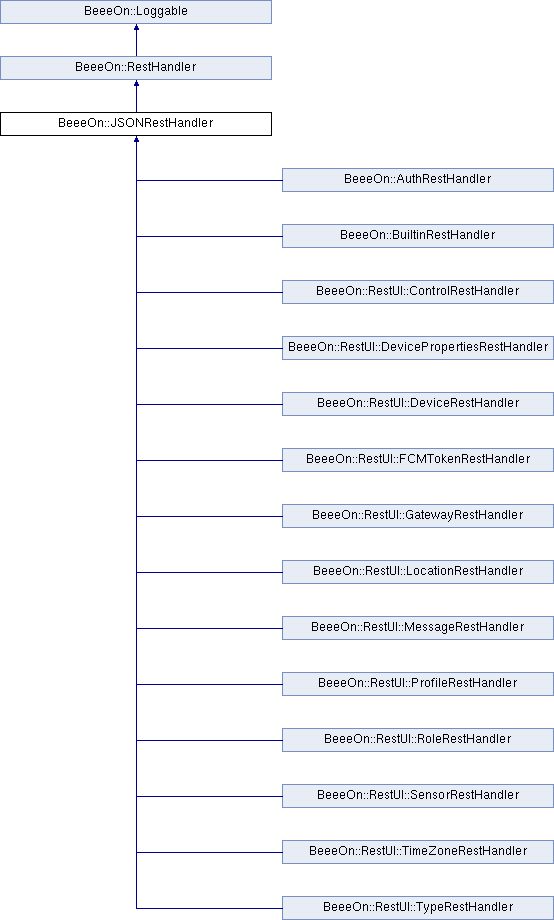 BeeeOn::Loggable
BeeeOn::RestHandler
BeeeOn::JSONRestHandler
BeeeOn::AuthRestHandler
BeeeOn::BuiltinRestHandler
BeeeOn::RestUI::ControlRestHandler
BeeeOn::RestUI::DevicePropertiesRestHandler
BeeeOn::RestUI::DeviceRestHandler
BeeeOn::RestUI::FCMTokenRestHandler
BeeeOn::RestUI::GatewayRestHandler
BeeeOn::RestUI::LocationRestHandler
BeeeOn::RestUI::MessageRestHandler
BeeeOn::RestUI::ProfileRestHandler
BeeeOn::RestUI::RoleRestHandler
BeeeOn::RestUI::SensorRestHandler
BeeeOn::RestUI::TimeZoneRestHandler
BeeeOn::RestUI::TypeRestHandler